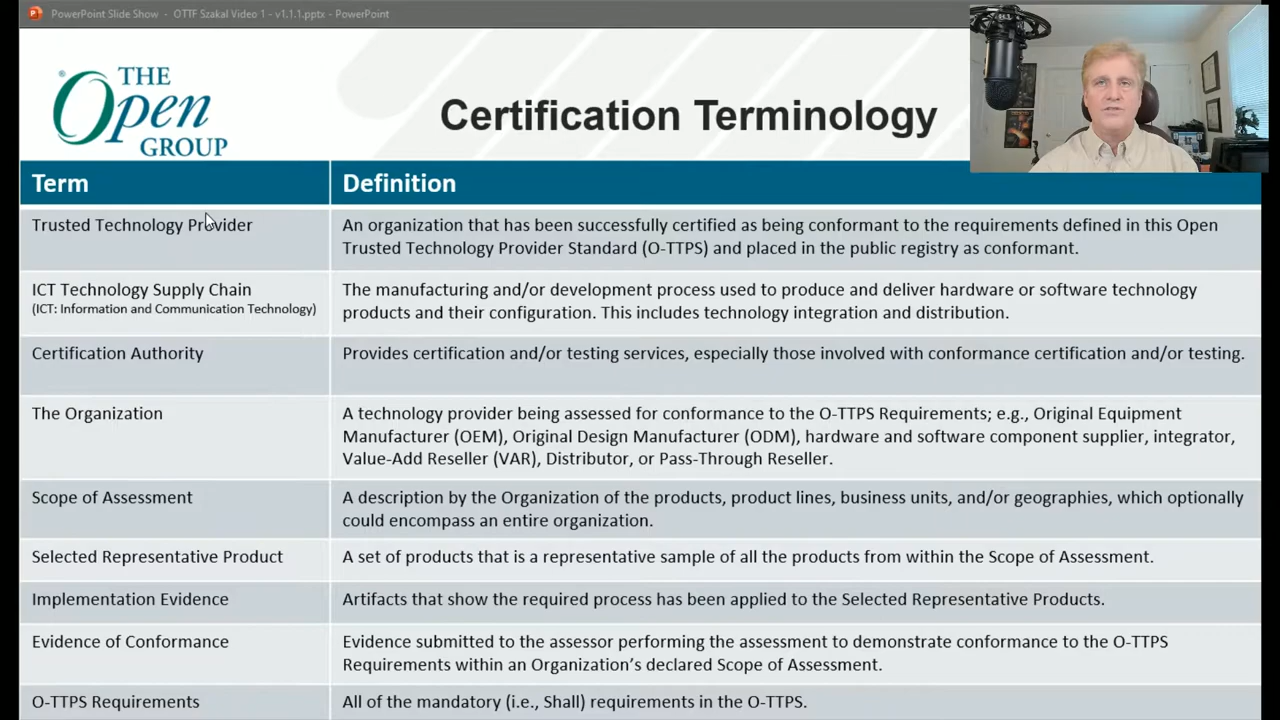 PowerPoint Slide Show - OTTF Szakal Video 1 - v1.1.1.pptx - PowerPoint
THE
Open
GROUP
®
Certification Terminology
Term
Definition
Trusted Technology Provider
An organization that has been successfully certified as being conformant to the requirements defined in this Open
Trusted Technology Provider Standard (O-TTPS) and placed in the public registry as conformant.
ICT Technology Supply Chain
(ICT: Information and Communication Technology)
The manufacturing and/or development process used to produce and deliver hardware or software technology
products and their configuration. This includes technology integration and distribution.
Certification Authority
Provides certification and/or testing services, especially those involved with conformance certification and/or testing.
The Organization
A technology provider being assessed for conformance to the O-TTPS Requirements; e.g., Original Equipment
Manufacturer (OEM), Original Design Manufacturer (ODM), hardware and software component supplier, integrator,
Value-Add Reseller (VAR), Distributor, or Pass-Through Reseller.
Scope of Assessment
A description by the Organization of the products, product lines, business units, and/or geographies, which optionally
could encompass an entire organization.
Selected Representative Product
A set of products that is a representative sample of all the products from within the Scope of Assessment.
Implementation Evidence
Artifacts that show the required process has been applied to the Selected Representative Products.
Evidence of Conformance
Evidence submitted to the assessor performing the assessment to demonstrate conformance to the O-TTPS
Requirements within an Organization's declared Scope of Assessment.
O-TTPS Requirements
All of the mandatory (i.e., Shall) requirements in the O-TTPS.